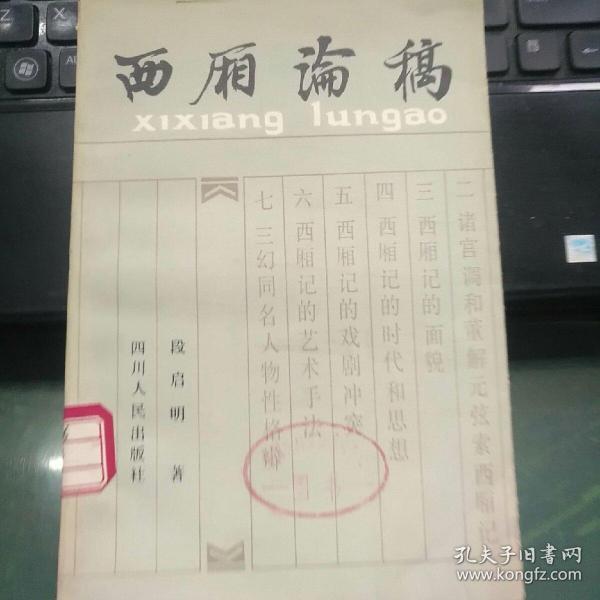 西厢論稿
xixiang lungao
二 诸宫调和董解元弦索西厢记
三 西厢记的面貌
四 西厢记的时代和思想
五 西厢记的戏剧冲突
六 西厢记的艺术手法
七 三幻同名人物性格辨
段启明 著
四川人民出版社
孔夫子旧书网
www.kongfz.com